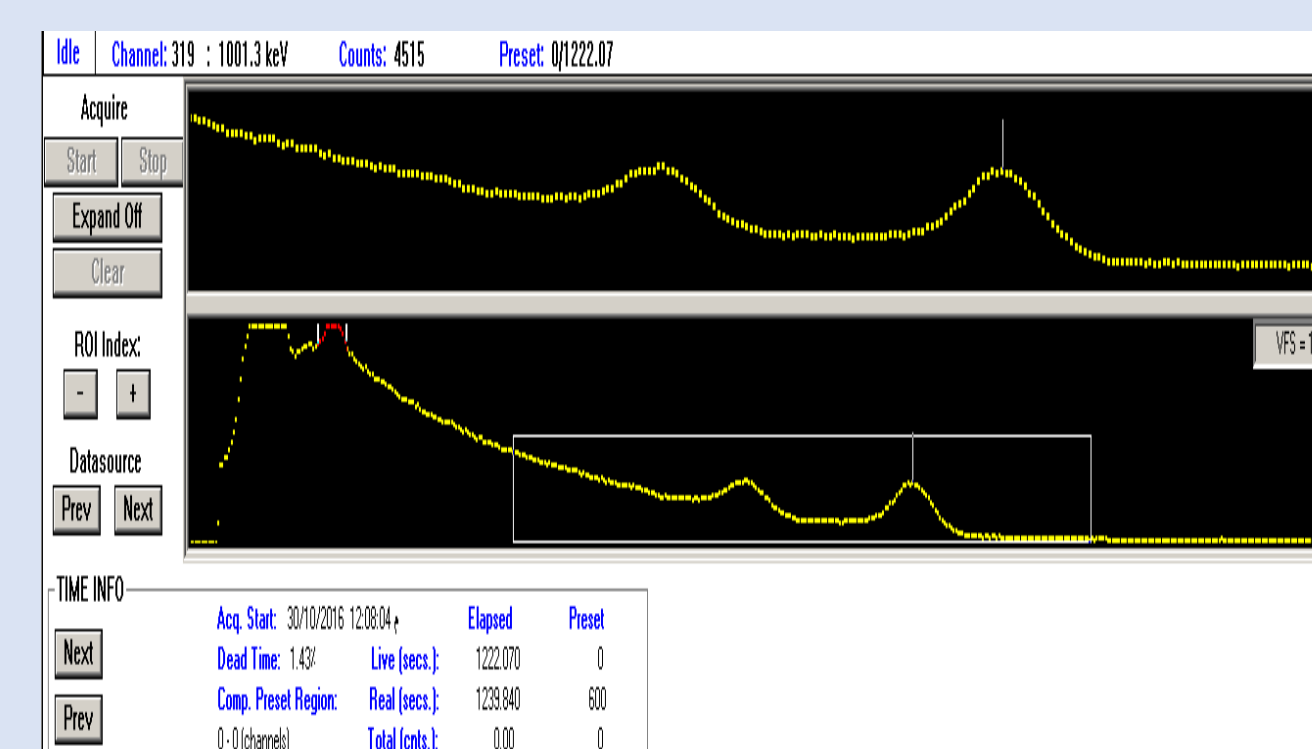 Idle Channel: 319 : 1001.3 keV Counts: 4515 Preset: 0/1222.07
Acquire
Start Stop
Expand Off
Clear
ROI Index:
- +
Datasource
Prev Next
VFS = 1
TIME INFO
Acq. Start: 30/10/2016 12:08:04 م Elapsed Preset
Next
Dead Time: 1.43% Live (secs.): 1222.070 0
Comp. Preset Region: Real (secs.): 1239.840 600
Prev
0 - 0 (channels) Total (cnts.): 0.00 0